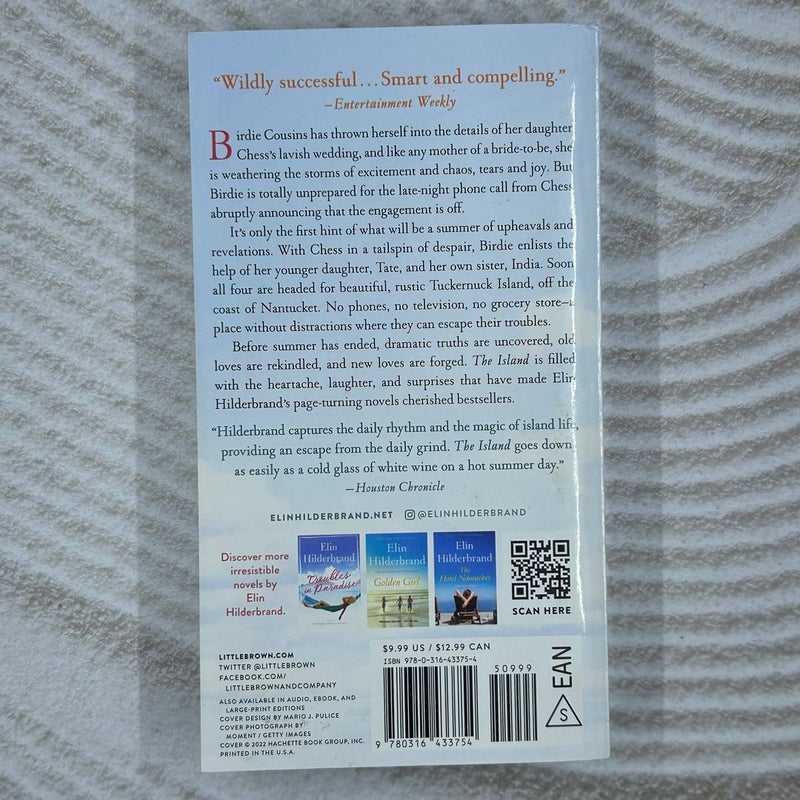 “Wildly successful...Smart and compelling.”
—Entertainment Weekly
Birdie Cousins has thrown herself into the details of her daughter
Chess’s lavish wedding, and like any mother of a bride-to-be, she
is weathering the storms of excitement and chaos, tears and joy. But
Birdie is totally unprepared for the late-night phone call from Chess
abruptly announcing that the engagement is off.
It’s only the first hint of what will be a summer of upheavals and
revelations. With Chess in a tailspin of despair, Birdie enlists the
help of her younger daughter, Tate, and her own sister, India. Soon
all four are headed for beautiful, rustic Tuckernuck Island, off the
coast of Nantucket. No phones, no television, no grocery store—a
place without distractions where they can escape their troubles.
Before summer has ended, dramatic truths are uncovered, old
loves are rekindled, and new loves are forged. The Island is filled
with the heartache, laughter, and surprises that have made Elin
Hilderbrand’s page-turning novels cherished bestsellers.
“Hilderbrand captures the daily rhythm and the magic of island life,
providing an escape from the daily grind. The Island goes down
as easily as a cold glass of white wine on a hot summer day.”
—Houston Chronicle
ELINHILDERBRAND.NET @ELINHILDERBRAND
Discover more
irresistible
novels by
Elin
Hilderbrand.
Elin
Hilderbrand
Troubles
in Paradise
Elin
Hilderbrand
Golden Girl
Elin
Hilderbrand
The
Hotel Nantucket
SCAN HERE
LITTLEBROWN.COM
TWITTER @LITTLEBROWN
FACEBOOK.COM/
LITTLEBROWNANDCOMPANY
ALSO AVAILABLE IN AUDIO, EBOOK, AND
LARGE-PRINT EDITIONS
COVER DESIGN BY MARIO J. PULICE
COVER PHOTOGRAPH BY
MOMENT / GETTY IMAGES
COVER © 2022 HACHETTE BOOK GROUP, INC.
PRINTED IN THE U.S.A.
$9.99 US / $12.99 CAN
ISBN 978-0-316-43375-4
50999
9 780316 433754
EAN
S